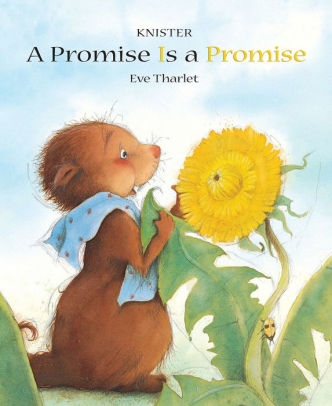 KNISTER
A Promise Is a Promise
Eve Tharlet